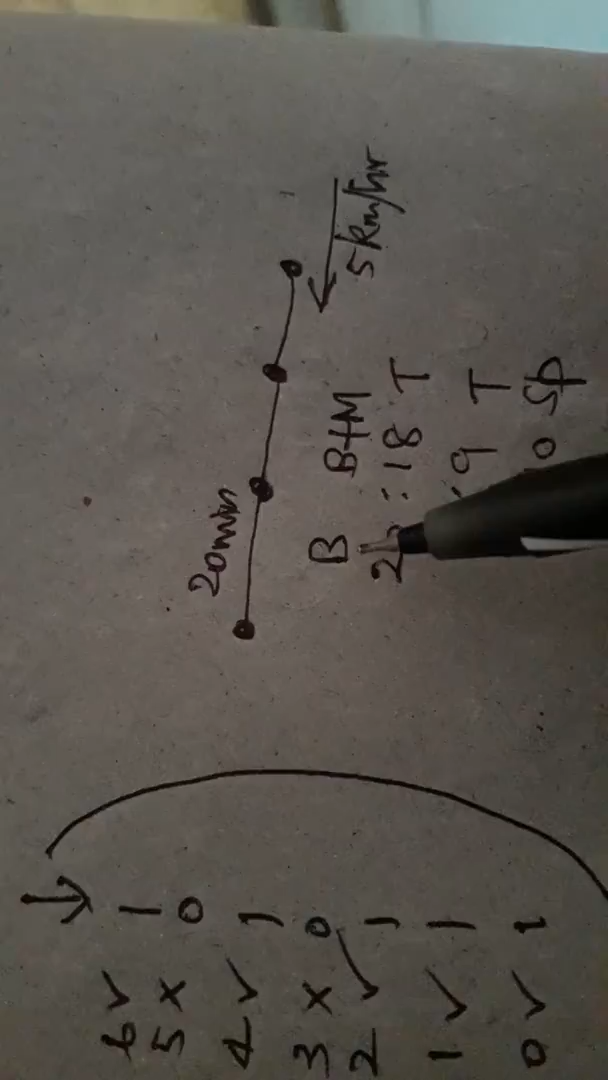 6 ✓ 1
5 × 0
4 ✓ 1
3 × 0
2 ✓ 1
1 ✓ 1
0 ✓ 1
20min
5km/hr
B B+M
: 18 T
: 9 T
SP